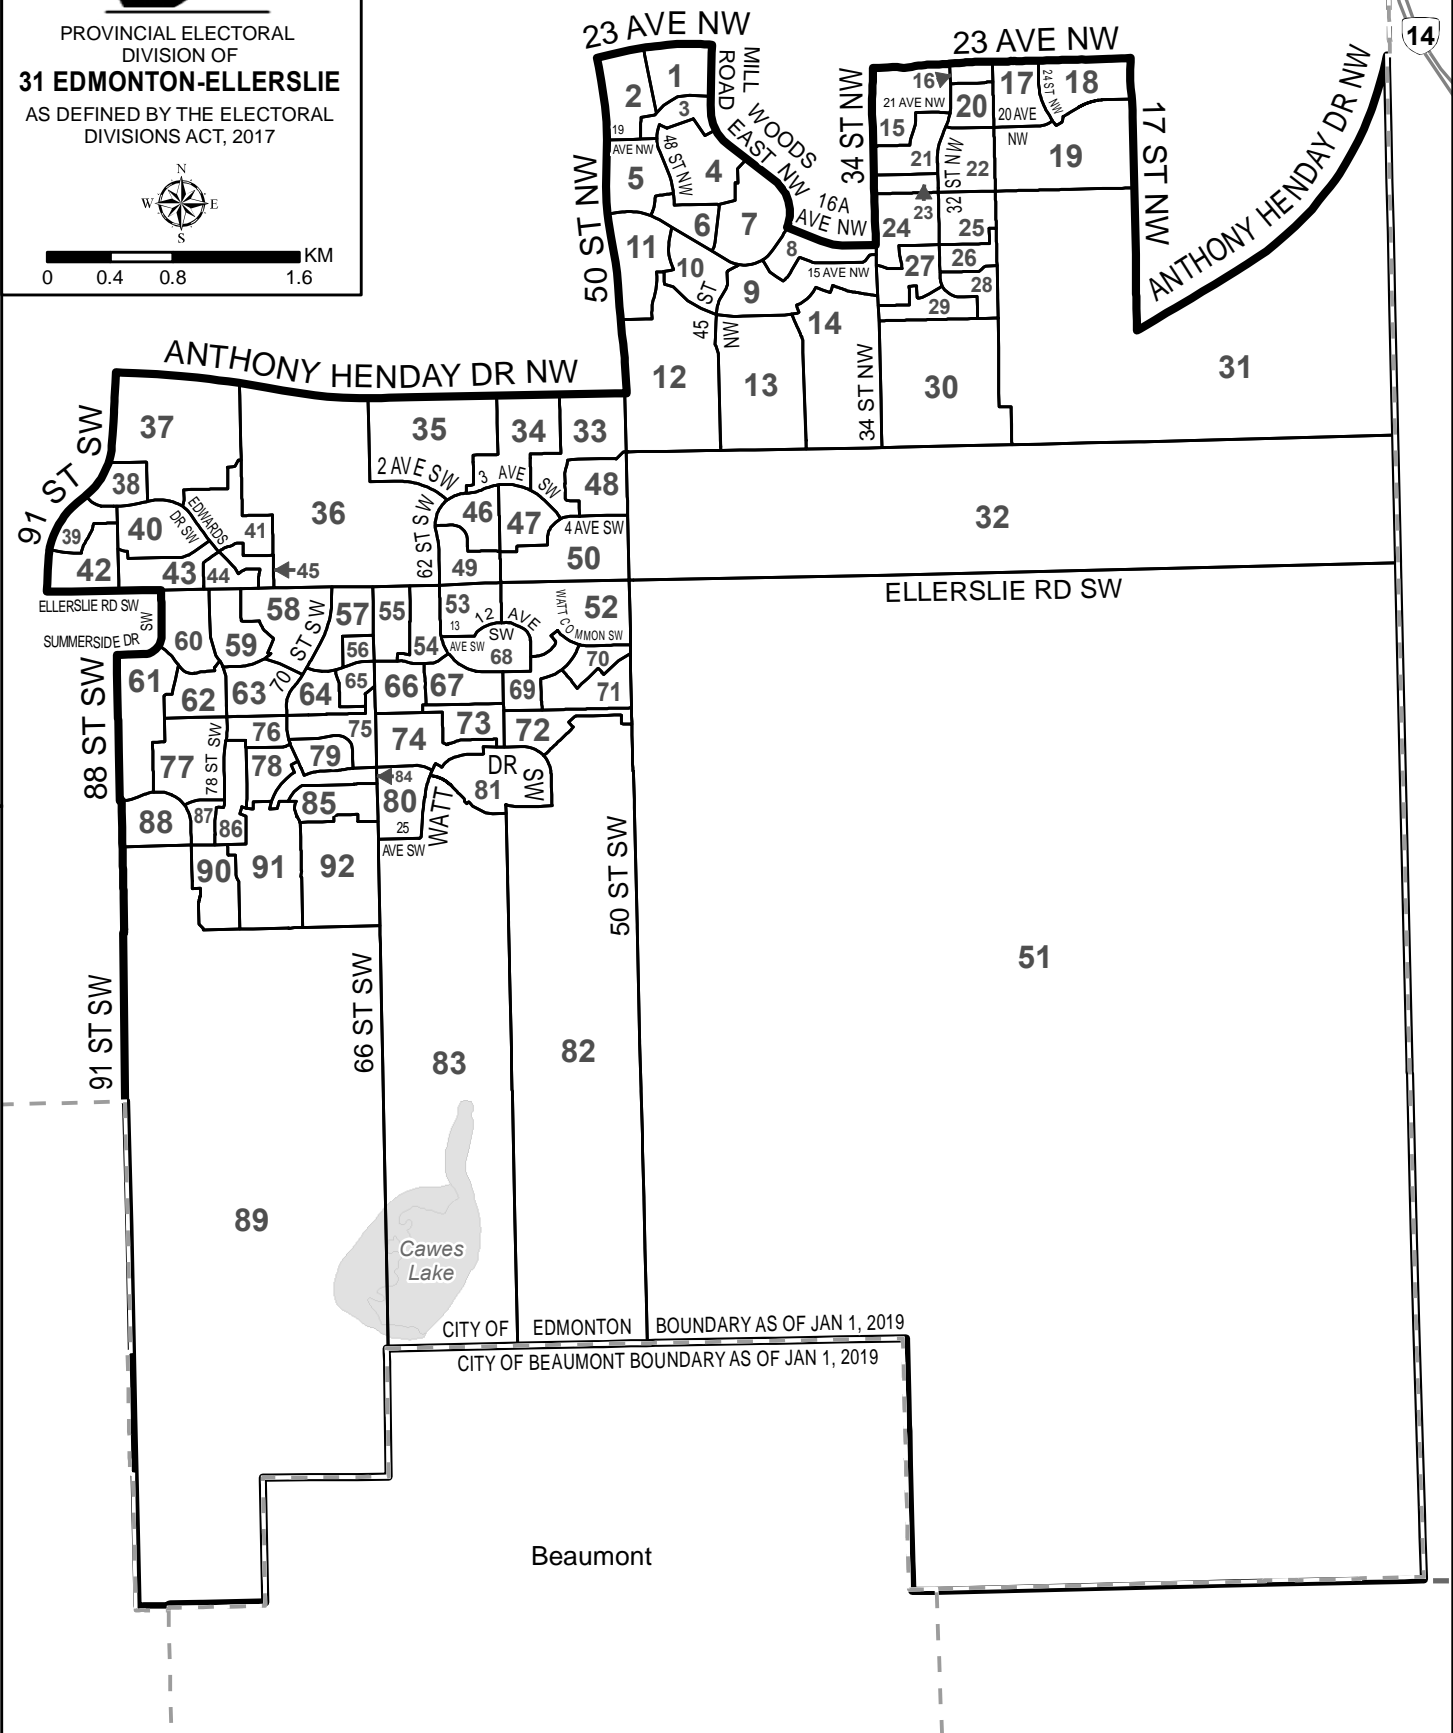 PROVINCIAL ELECTORAL
DIVISION OF
31 EDMONTON-ELLERSLIE
AS DEFINED BY THE ELECTORAL
DIVISIONS ACT, 2017
N
W E
S
KM
0 0.4 0.8 1.6
23 AVE NW
MILL WOODS
ROAD EAST NW
16A
AVE NW
50 ST NW
34 ST NW
23 AVE NW
17 ST NW
ANTHONY HENDAY DR NW
14
1
2
3
19
AVE NW
48 ST NW
4
5
6
7
8
15 AVE NW
9
10
11
45 ST NW
12
13
14
34 ST NW
16
21 AVE NW
15
20
17
24 ST NW
18
20 AVE
NW
19
21
32 ST NW
22
23
24
25
26
27
28
29
30
31
32
ELLERSLIE RD SW
ANTHONY HENDAY DR NW
91 ST SW
37
35
34
33
2 AVE SW
3 AVE SW
38
36
48
62 ST SW
46
47
4 AVE SW
39
40
EDWARDS
DR SW
41
42
43
44
45
49
50
ELLERSLIE RD SW
SUMMERSIDE DR
SW
58
57
55
53
13
AVE SW
12 AVE
SW
WATT COMMON SW
52
60
59
70 ST SW
56
54
68
70
88 ST SW
61
62
63
64
65
66
67
69
71
76
75
74
73
72
77
78 ST SW
78
79
84
DR
SW
81
80
25
AVE SW
WATT
88
87
86
85
90
91
92
50 ST SW
51
91 ST SW
66 ST SW
83
82
89
Cawes
Lake
CITY OF EDMONTON BOUNDARY AS OF JAN 1, 2019
CITY OF BEAUMONT BOUNDARY AS OF JAN 1, 2019
Beaumont